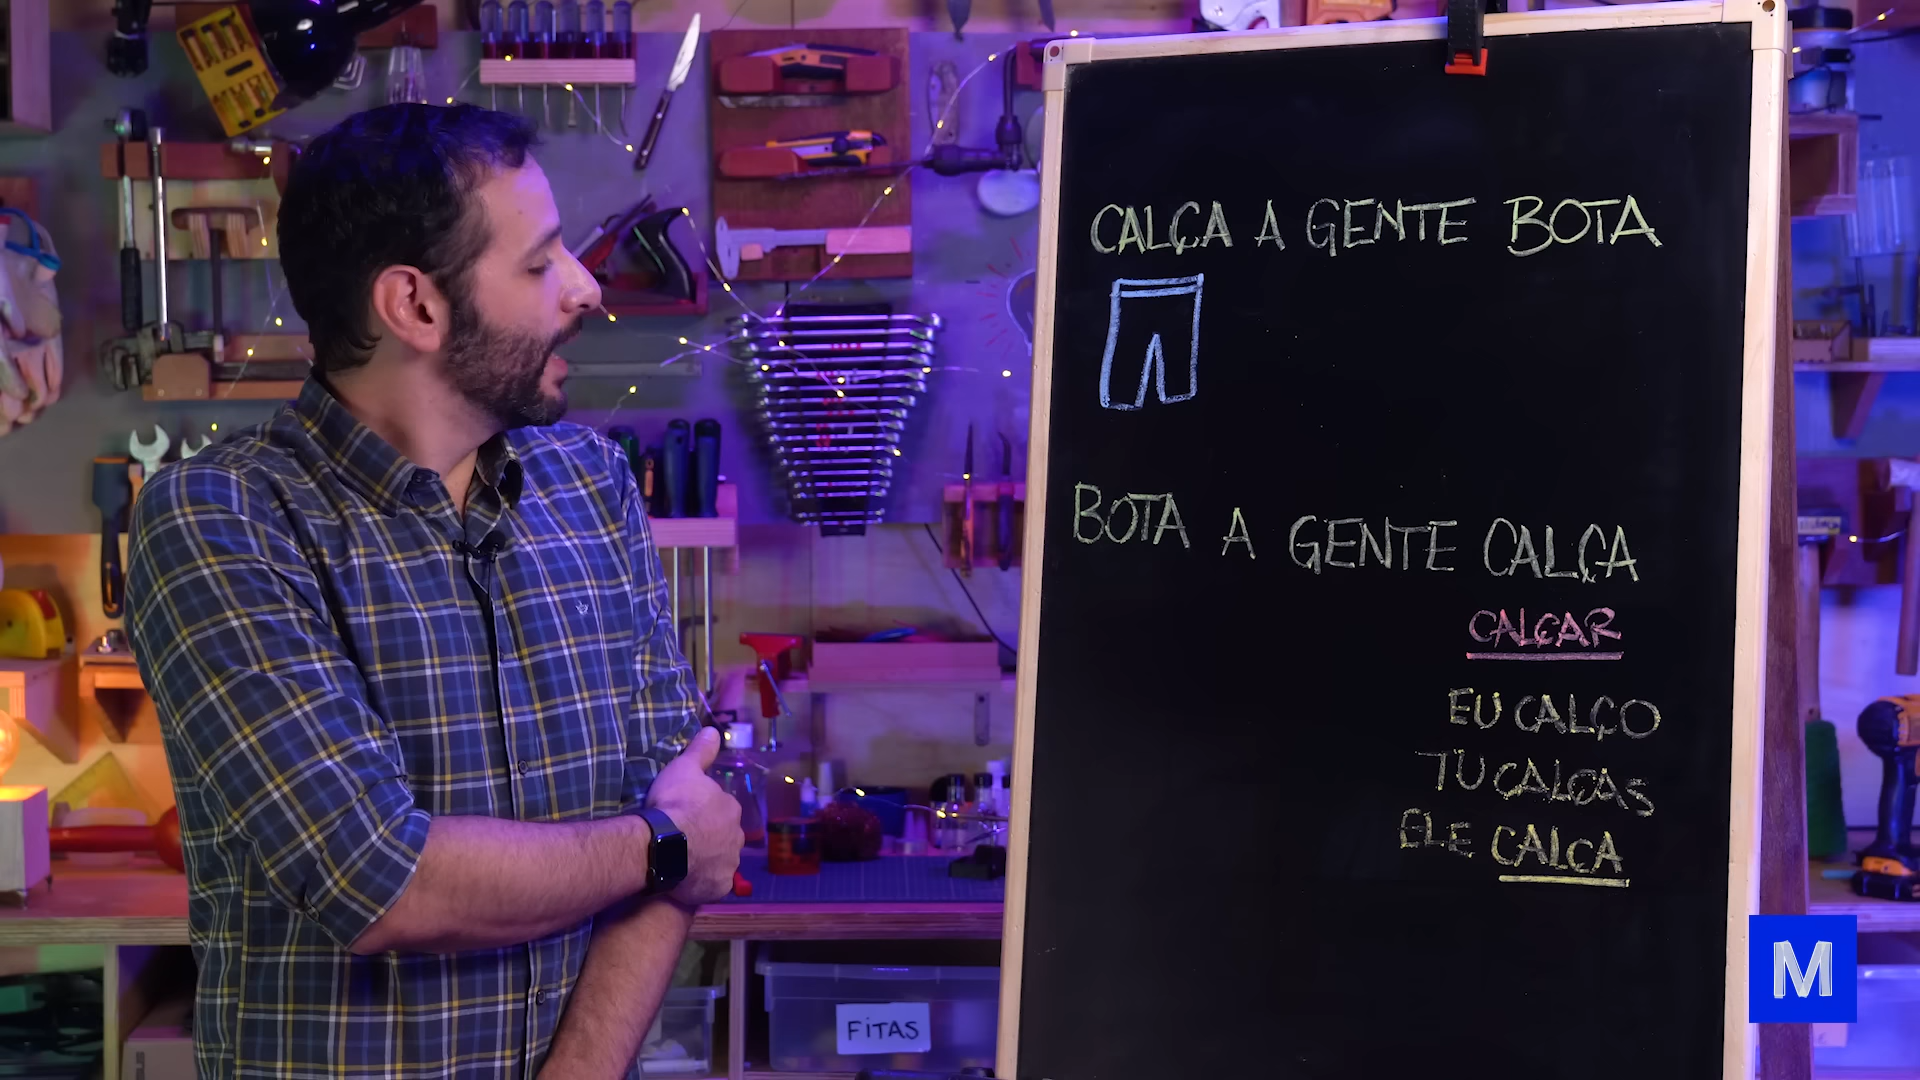 CALÇA A GENTE BOTA
BOTA A GENTE CALÇA
CALÇAR
EU CALÇO
TU CALÇAS
ELE CALÇA
M
FITAS